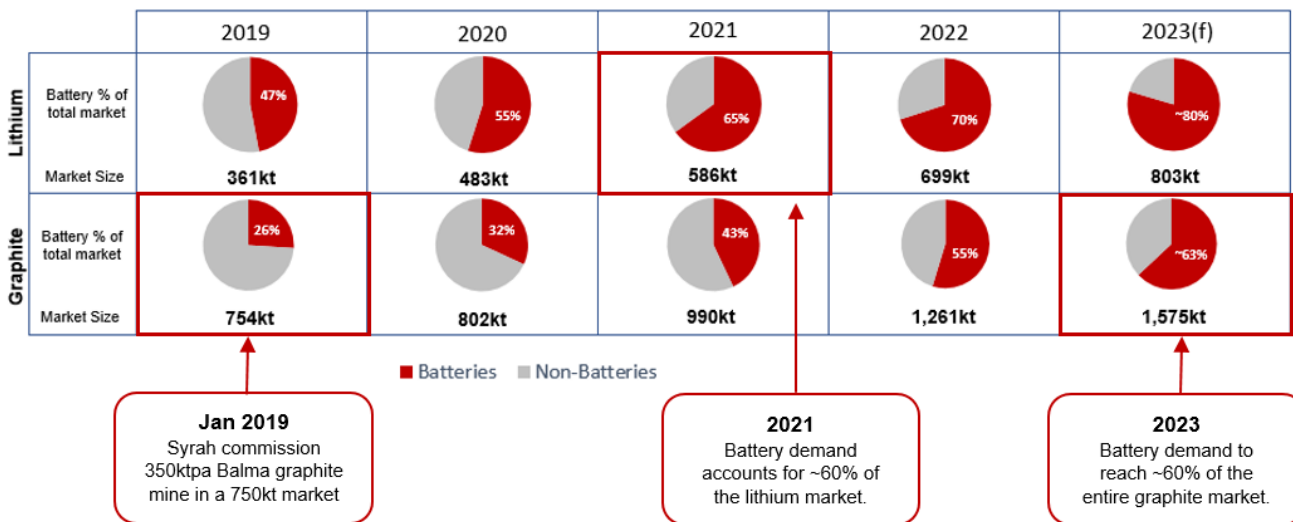 2019 2020 2021 2022 2023(f)
Lithium
Battery % of
total market
47% 55% 65% 70% ~80%
Market Size 361kt 483kt 586kt 699kt 803kt
Graphite
Battery % of
total market
26% 32% 43% 55% ~63%
Market Size 754kt 802kt 990kt 1,261kt 1,575kt
Batteries Non-Batteries
Jan 2019
Syrah commission
350ktpa Balma graphite
mine in a 750kt market
2021
Battery demand
accounts for ~60% of
the lithium market.
2023
Battery demand to
reach ~60% of the
entire graphite market.